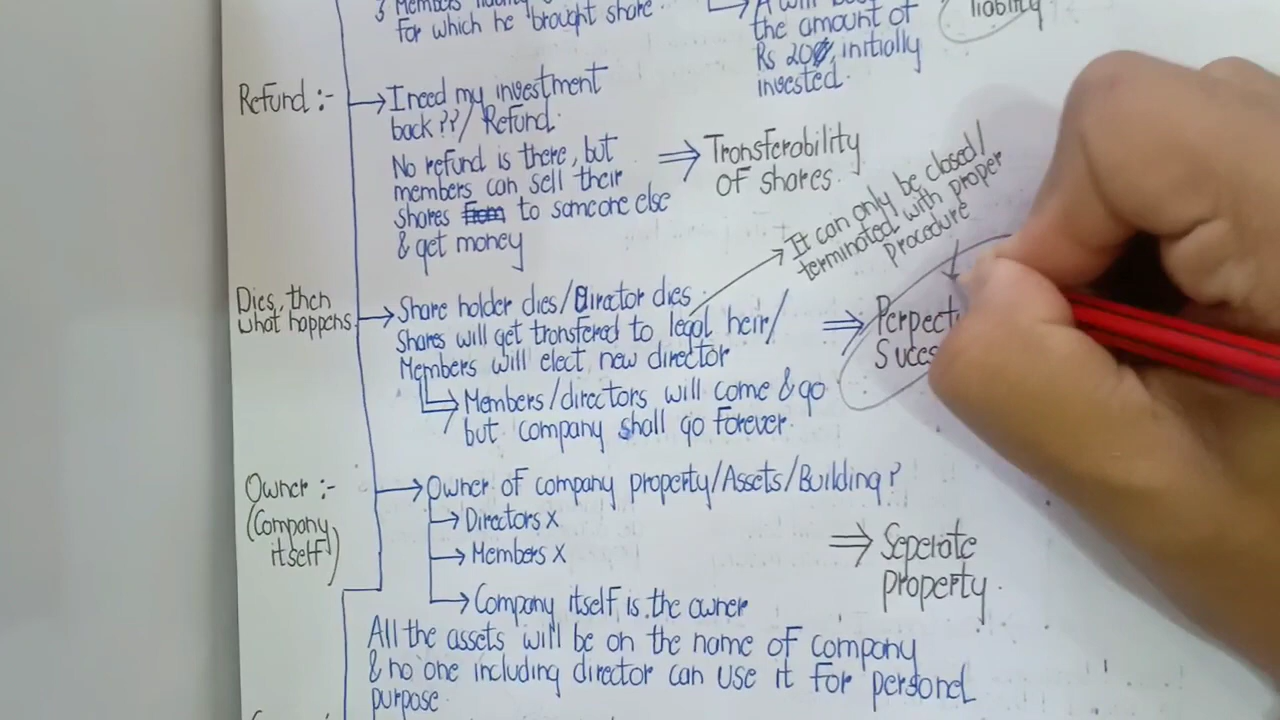 3 Members
for which he brought share
the amount of
Rs 20, initially
invested.
liability
Refund :-
→ I need my investment
back??/ Refund.
No refund is there, but
members can sell their
shares from to someone else
& get money
⇒ Transferability
of shares.
It can only be closed/
terminated with proper
Procedure
Dies, then
what happens
→ Share holder dies/Director dies.
Shares will get transfered to legal heir/
Members will elect new director
→ Members/directors will come & go
but company shall go forever.
⇒ Perpect
Succes
Owner :-
(Company
itself)
→ Owner of company property/Assets/Building?
→ Directors x
→ Members x
→ Company itself is the owner
⇒ Seperate
property.
All the assets will be on the name of company
& no one including director can use it for personal
purpose.